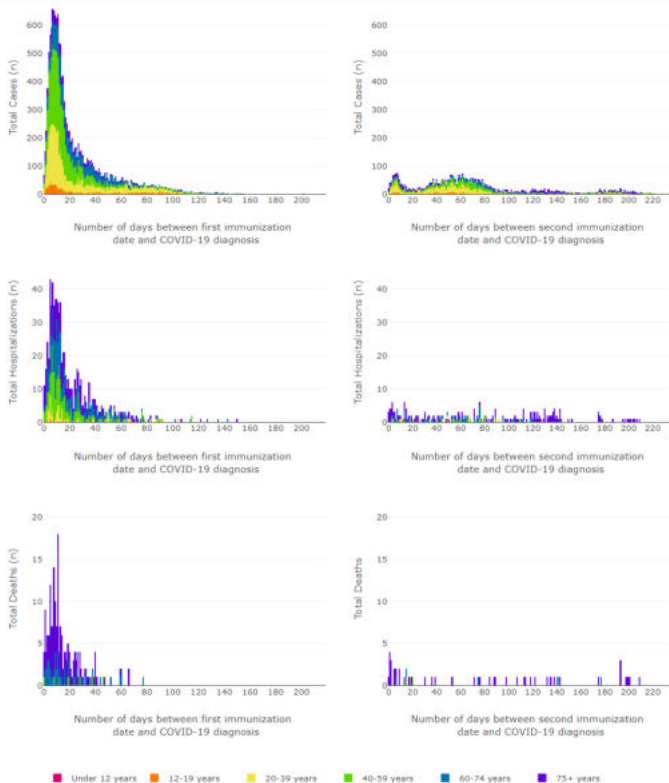 Total Cases (n)
600
500
400
300
200
100
0
0 20 40 60 80 100 120 140 160 180 200
Number of days between first immunization
date and COVID-19 diagnosis
Total Cases (n)
600
500
400
300
200
100
0
0 20 40 60 80 100 120 140 160 180 200 220
Number of days between second immunization
date and COVID-19 diagnosis
Total Hospitalizations (n)
40
30
20
10
0
0 20 40 60 80 100 120 140 160 180 200
Number of days between first immunization
date and COVID-19 diagnosis
Total Hospitalizations (n)
40
30
20
10
0
0 20 40 60 80 100 120 140 160 180 200 220
Number of days between second immunization
date and COVID-19 diagnosis
Total Deaths (n)
20
15
10
5
0
0 20 40 60 80 100 120 140 160 180 200
Number of days between first immunization
date and COVID-19 diagnosis
Total Deaths
20
15
10
5
0
0 20 40 60 80 100 120 140 160 180 200 220
Number of days between second immunization
date and COVID-19 diagnosis
Under 12 years 12-19 years 20-39 years 40-59 years 60-74 years 75+ years